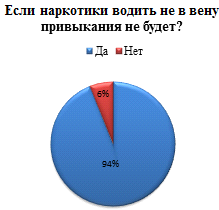 Если наркотики водить не в вену
привыкания не будет?
Да Нет
6%
94%